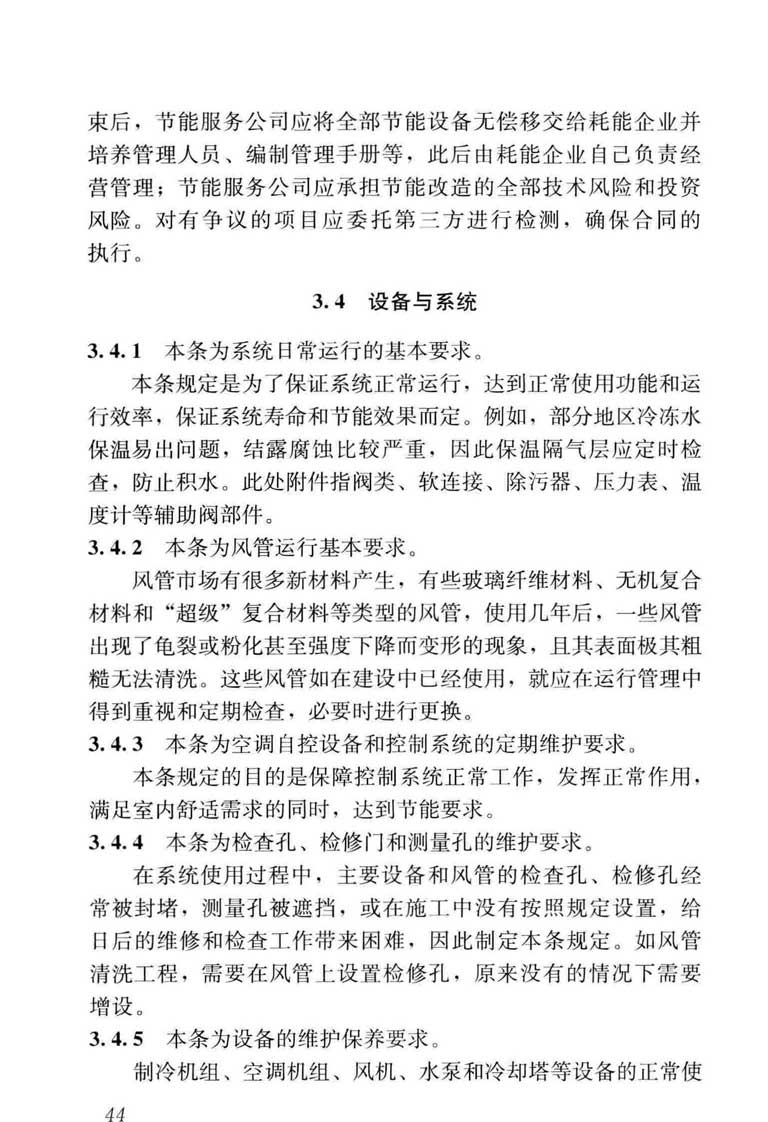 束后，节能服务公司应将全部节能设备无偿移交给耗能企业并
培养管理人员、编制管理手册等，此后由耗能企业自己负责经
营管理；节能服务公司应承担节能改造的全部技术风险和投资
风险。对有争议的项目应委托第三方进行检测，确保合同的
执行。
3.4 设备与系统
3.4.1 本条为系统日常运行的基本要求。
本条规定是为了保证系统正常运行，达到正常使用功能和运
行效率，保证系统寿命和节能效果而定。例如，部分地区冷冻水
保温易出问题，结露腐蚀比较严重，因此保温隔气层应定时检
查，防止积水。此处附件指阀类、软连接、除污器、压力表、温
度计等辅助阀部件。
3.4.2 本条为风管运行基本要求。
风管市场有很多新材料产生，有些玻璃纤维材料、无机复合
材料和“超级”复合材料等类型的风管，使用几年后，一些风管
出现了龟裂或粉化甚至强度下降而变形的现象，且其表面极其粗
糙无法清洗。这些风管如在建设中已经使用，就应在运行管理中
得到重视和定期检查，必要时进行更换。
3.4.3 本条为空调自控设备和控制系统的定期维护要求。
本条规定的目的是保障控制系统正常工作，发挥正常作用，
满足室内舒适需求的同时，达到节能要求。
3.4.4 本条为检查孔、检修门和测量孔的维护要求。
在系统使用过程中，主要设备和风管的检查孔、检修孔经
常被封堵，测量孔被遮挡，或在施工中没有按照规定设置，给
日后的维修和检查工作带来困难，因此制定本条规定。如风管
清洗工程，需要在风管上设置检修孔，原来没有的情况下需要
增设。
3.4.5 本条为设备的维护保养要求。
制冷机组、空调机组、风机、水泵和冷却塔等设备的正常使
44